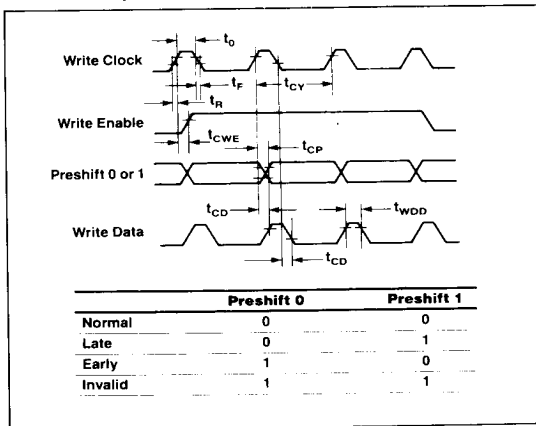 t0
Write Clock
tF
tCY
tR
Write Enable
tCWE
tCP
Preshift 0 or 1
tCD
tWDD
Write Data
tCD
Preshift 0 Preshift 1
Normal 0 0
Late 0 1
Early 1 0
Invalid 1 1